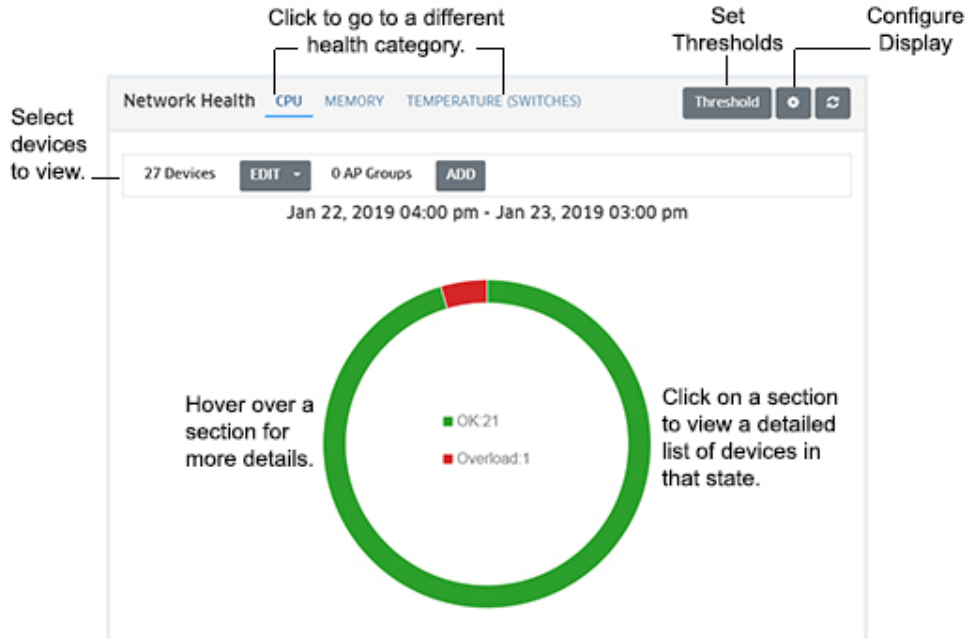 Click to go to a different
health category.
Set
Thresholds
Configure
Display
Network Health CPU MEMORY TEMPERATURE (SWITCHES) Threshold
Select
devices
to view.
27 Devices EDIT 0 AP Groups ADD
Jan 22, 2019 04:00 pm - Jan 23, 2019 03:00 pm
Hover over a
section for
more details.
OK:21
Overload:1
Click on a section
to view a detailed
list of devices in
that state.